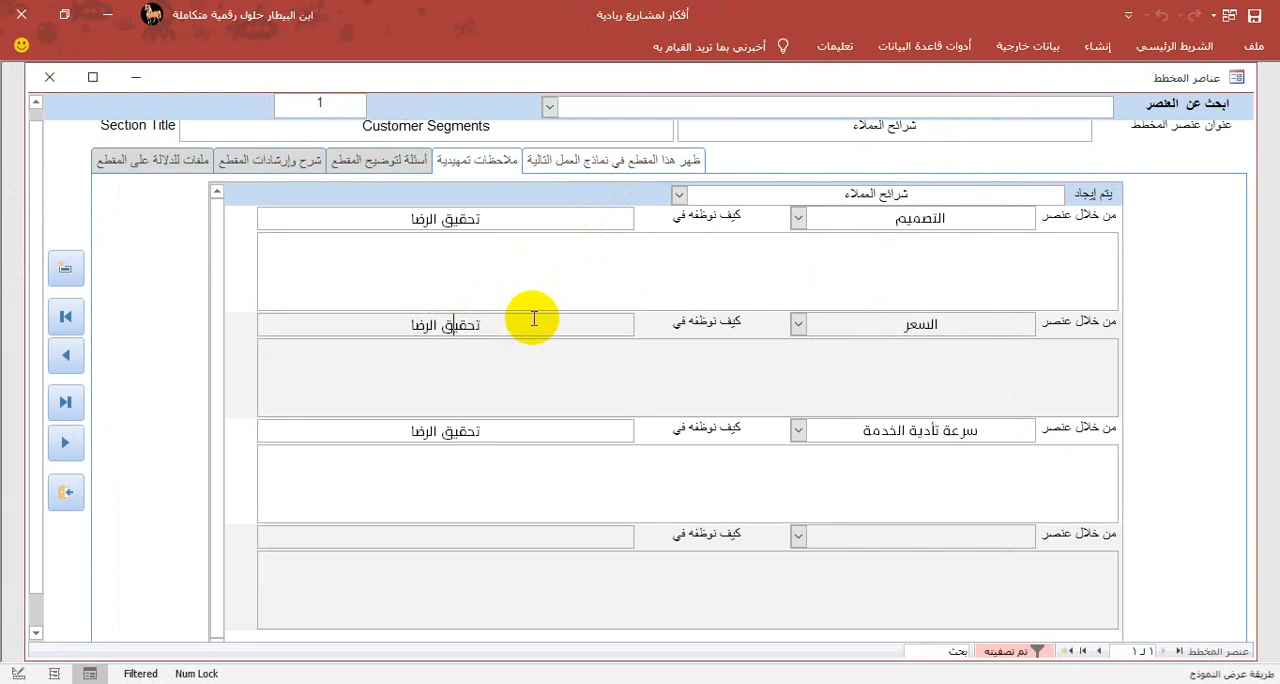 ابن البيطار حلول رقمية متكاملة
أفكار لمشاريع ريادية
ملف الشريط الرئيسي إنشاء بيانات خارجية أدوات قاعدة البيانات تعليمات أخبرني بما تريد القيام به
عناصر المخطط
ابحث عن العنصر 1
عنوان عنصر المخطط شرائح العملاء Customer Segments Section Title
ظهر هذا المقطع في نماذج العمل التالية ملاحظات تمهيدية أسئلة لتوضيح المقطع شرح وإرشادات المقطع ملفات للدلالة على المقطع
يتم إيجاد شرائح العملاء
من خلال عنصر التصميم كيف نوظفه في تحقيق الرضا
من خلال عنصر السعر كيف نوظفه في تحقيق الرضا
من خلال عنصر سرعة تأدية الخدمة كيف نوظفه في تحقيق الرضا
من خلال عنصر كيف نوظفه في
عنصر المخطط ١ لـ ١ تم تصفيته بحث
طريقة عرض النموذج
Filtered Num Lock